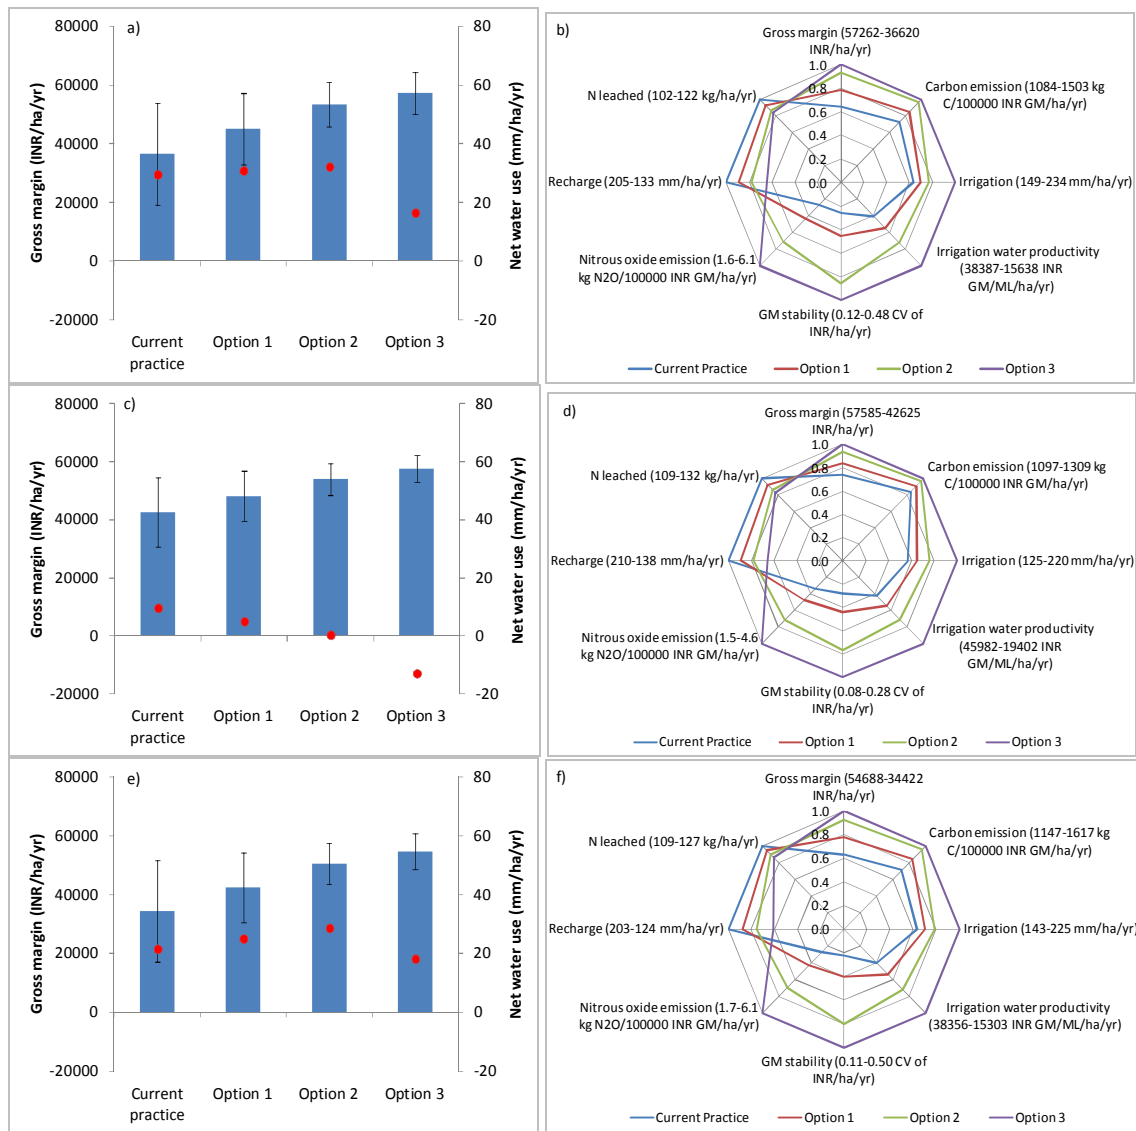 a)
80000
60000
40000
20000
0
-20000
Gross margin (INR/ha/yr)
80
60
40
20
0
-20
Net water use (mm/ha/yr)
Current
practice
Option 1
Option 2
Option 3
b)
Gross margin (57262-36620
INR/ha/yr)
Carbon emission (1084-1503 kg
C/100000 INR GM/ha/yr)
Irrigation (149-234 mm/ha/yr)
Irrigation water productivity
(38387-15638 INR
GM/ML/ha/yr)
GM stability (0.12-0.48 CV of
INR/ha/yr)
Nitrous oxide emission (1.6-6.1
kg N2O/100000 INR GM/ha/yr)
Recharge (205-133 mm/ha/yr)
N leached (102-122 kg/ha/yr)
1.0
0.8
0.6
0.4
0.2
0.0
Current Practice
Option 1
Option 2
Option 3
c)
80000
60000
40000
20000
0
-20000
Gross margin (INR/ha/yr)
80
60
40
20
0
-20
Net water use (mm/ha/yr)
Current
practice
Option 1
Option 2
Option 3
d)
Gross margin (57585-42625
INR/ha/yr)
Carbon emission (1097-1309 kg
C/100000 INR GM/ha/yr)
Irrigation (125-220 mm/ha/yr)
Irrigation water productivity
(45982-19402 INR
GM/ML/ha/yr)
GM stability (0.08-0.28 CV of
INR/ha/yr)
Nitrous oxide emission (1.5-4.6
kg N2O/100000 INR GM/ha/yr)
Recharge (210-138 mm/ha/yr)
N leached (109-132 kg/ha/yr)
1.0
0.8
0.6
0.4
0.2
0.0
Current Practice
Option 1
Option 2
Option 3
e)
80000
60000
40000
20000
0
-20000
Gross margin (INR/ha/yr)
80
60
40
20
0
-20
Net water use (mm/ha/yr)
Current
practice
Option 1
Option 2
Option 3
f)
Gross margin (54688-34422
INR/ha/yr)
Carbon emission (1147-1617 kg
C/100000 INR GM/ha/yr)
Irrigation (143-225 mm/ha/yr)
Irrigation water productivity
(38356-15303 INR GM/ML/ha/yr)
GM stability (0.11-0.50 CV of
INR/ha/yr)
Nitrous oxide emission (1.7-6.1
kg N2O/100000 INR GM/ha/yr)
Recharge (203-124 mm/ha/yr)
N leached (109-127 kg/ha/yr)
1.0
0.8
0.6
0.4
0.2
0.0
Current Practice
Option 1
Option 2
Option 3